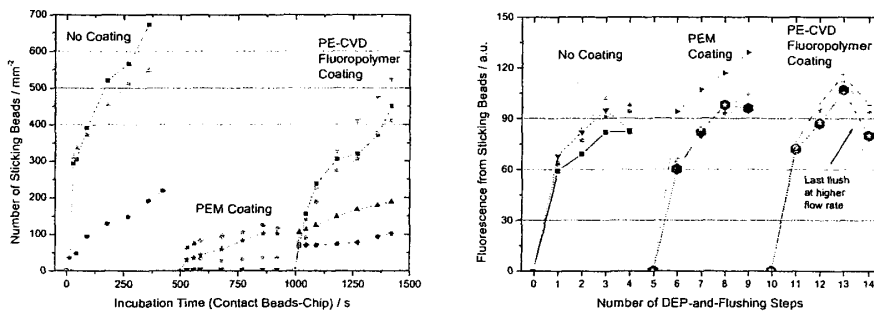 No Coating
PE-CVD
Fluoropolymer
Coating
PEM Coating
Number of Sticking Beads / mm⁻²
700
600
500
400
300
200
100
0
0 250 500 750 1000 1250 1500
Incubation Time (Contact Beads-Chip) / s
No Coating
PEM
Coating
PE-CVD
Fluoropolymer
Coating
Last flush
at higher
flow rate
Fluorescence from Sticking Beads / a.u.
150
120
90
60
30
0
0 1 2 3 4 5 6 7 8 9 10 11 12 13 14
Number of DEP-and-Flushing Steps